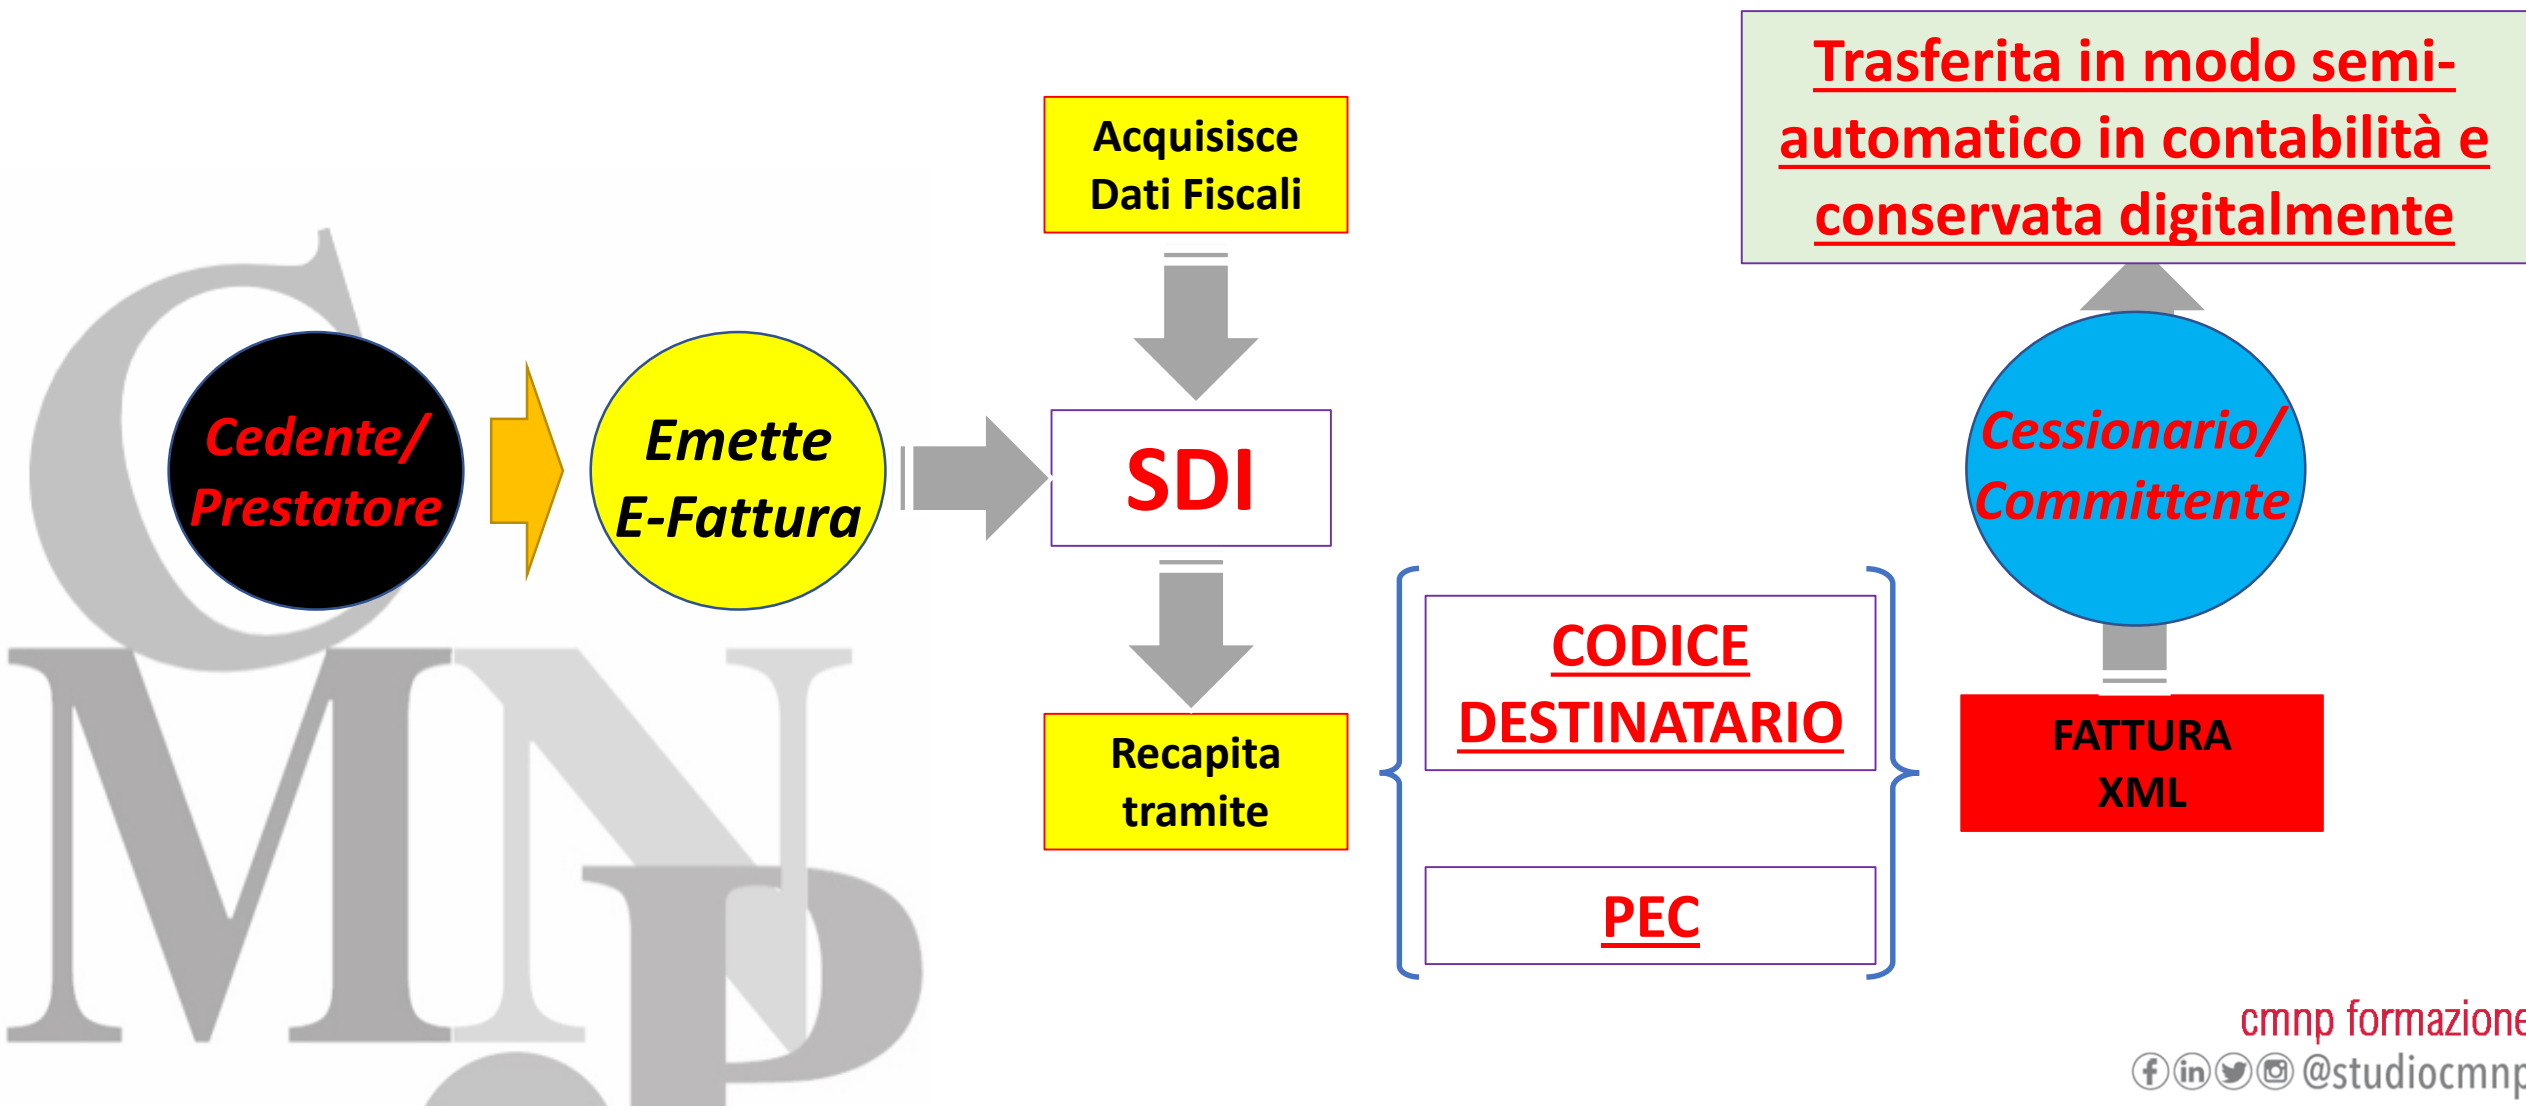 Trasferita in modo semi-
automatico in contabilità e
conservata digitalmente
Acquisisce
Dati Fiscali
Cedente/
Prestatore
Emette
E-Fattura
SDI
Cessionario/
Committente
Recapita
tramite
CODICE
DESTINATARIO
PEC
FATTURA
XML
CMNP
cmnp formazione
@studiocmnp